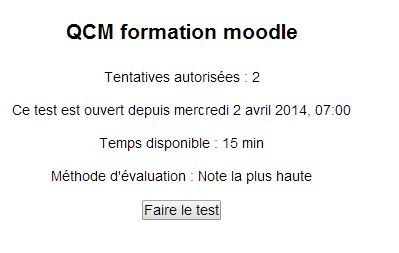 QCM formation moodle
Tentatives autorisées : 2
Ce test est ouvert depuis mercredi 2 avril 2014, 07:00
Temps disponible : 15 min
Méthode d'évaluation : Note la plus haute
Faire le test